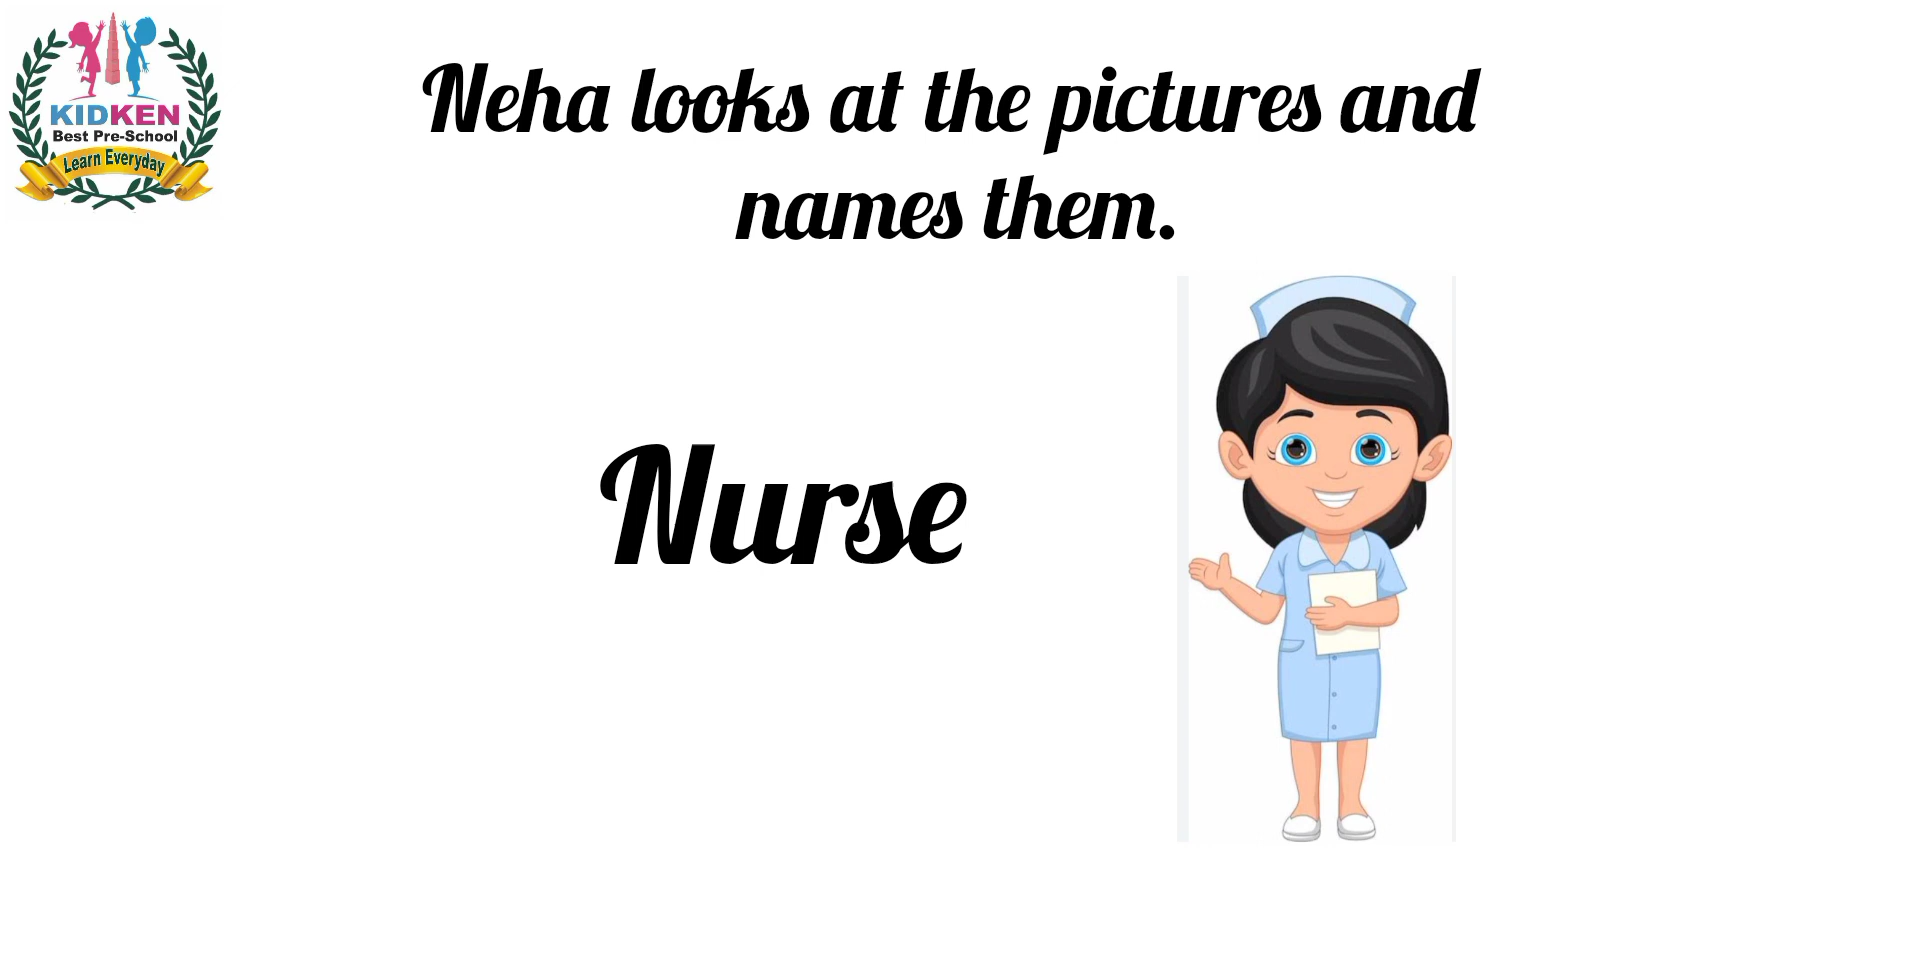 KIDKEN
Best Pre-School
Learn Everyday
Neha looks at the pictures and
names them.
Nurse